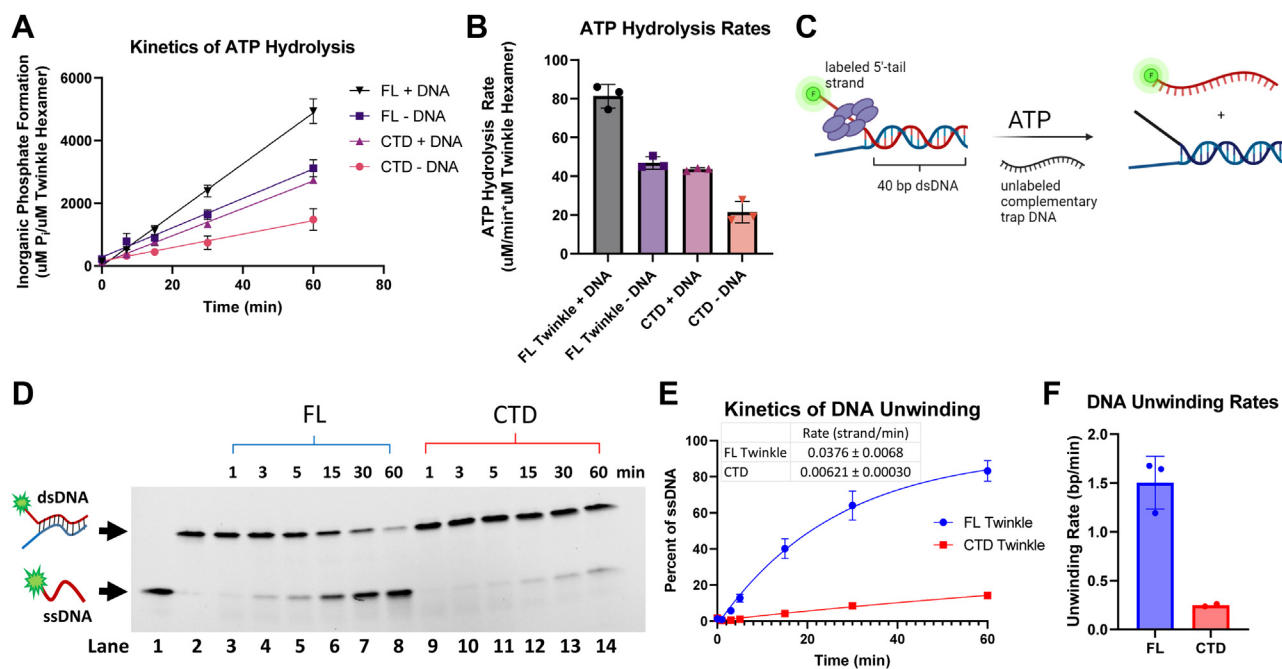 A
Kinetics of ATP Hydrolysis
Inorganic Phosphate Formation
(uM Pi/uM Twinkle Hexamer)
6000
4000
2000
0
0 20 40 60 80
Time (min)
FL + DNA
FL - DNA
CTD + DNA
CTD - DNA
B
ATP Hydrolysis Rates
ATP Hydrolysis Rate
(uM/min*uM Twinkle Hexamer)
100
80
60
40
20
0
FL Twinkle + DNA
FL Twinkle - DNA
CTD + DNA
CTD - DNA
C
F
labeled 5'-tail
strand
40 bp dsDNA
ATP
unlabeled
complementary
trap DNA
F
+
D
FL CTD
1 3 5 15 30 60 1 3 5 15 30 60 min
dsDNA
ssDNA
Lane 1 2 3 4 5 6 7 8 9 10 11 12 13 14
E
Kinetics of DNA Unwinding
Rate (strand/min)
FL Twinkle 0.0376 ± 0.0068
CTD 0.00621 ± 0.00030
Percent of ssDNA
100
80
60
40
20
0
0 20 40 60
Time (min)
FL Twinkle
CTD Twinkle
F
DNA Unwinding Rates
Unwinding Rate (bp/min)
2.0
1.5
1.0
0.5
0.0
FL CTD